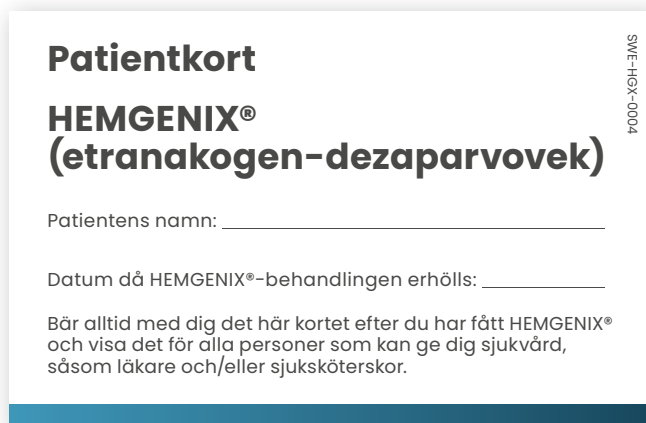 Patientkort
HEMGENIX®
(etranakogen-dezaparvovek)
SWE-HGX-0004
Patientens namn:
Datum då HEMGENIX®-behandlingen erhölls:
Bär alltid med dig det här kortet efter du har fått HEMGENIX®
och visa det för alla personer som kan ge dig sjukvård,
såsom läkare och/eller sjuksköterskor.